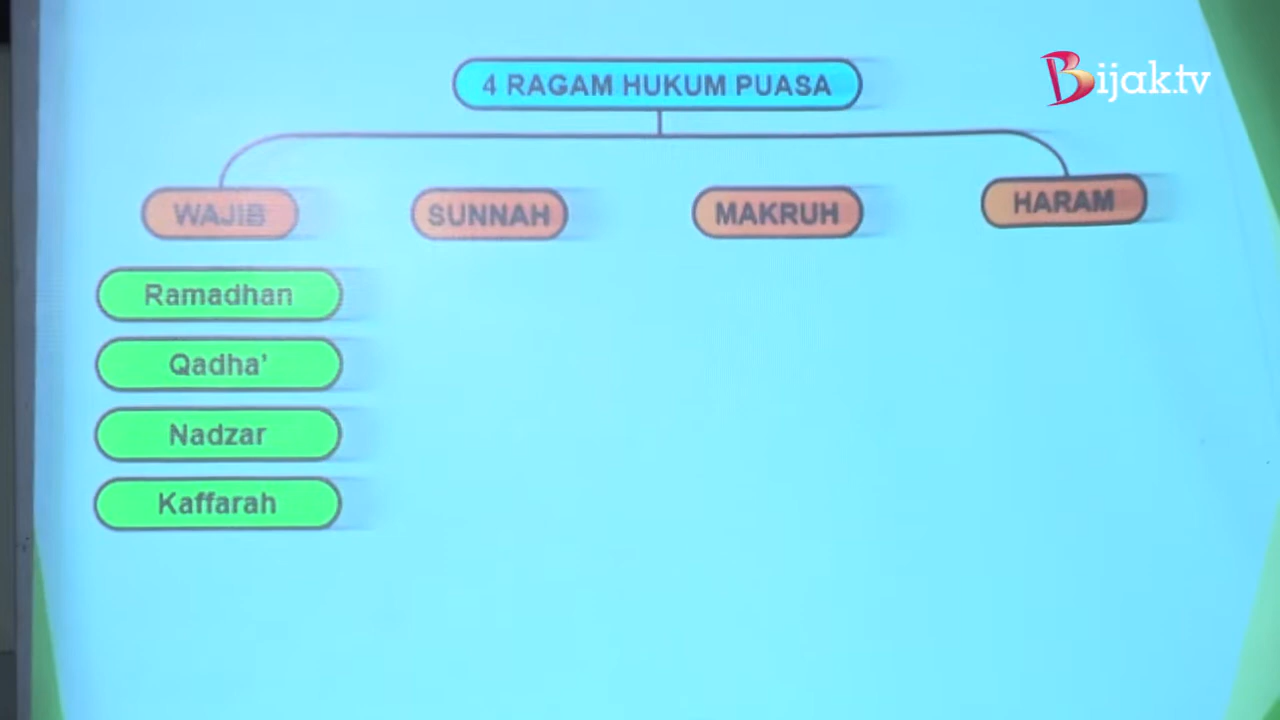 4 RAGAM HUKUM PUASA
Bijak.tv
WAJIB
SUNNAH
MAKRUH
HARAM
Ramadhan
Qadha’
Nadzar
Kaffarah